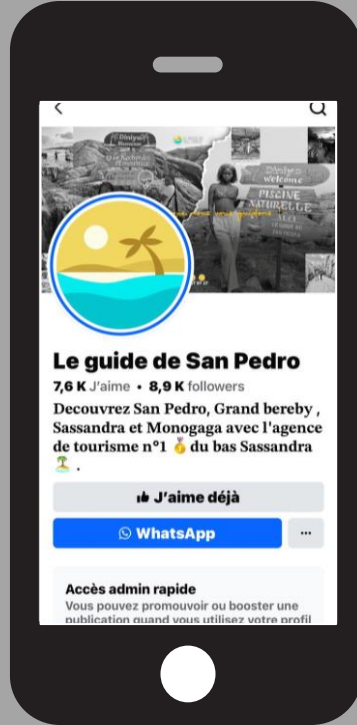 Diniyo
welcome
PISCINE
NATURELLE
Le guide de San Pedro
7,6 K J'aime • 8,9 K followers
Decouvrez San Pedro, Grand bereby ,
Sassandra et Monogaga avec l'agence
de tourisme n°1 🥇 du bas Sassandra
🏝️ .
J'aime déjà
WhatsApp
Accès admin rapide
Vous pouvez promouvoir ou booster une
publication quand vous utilisez votre profil